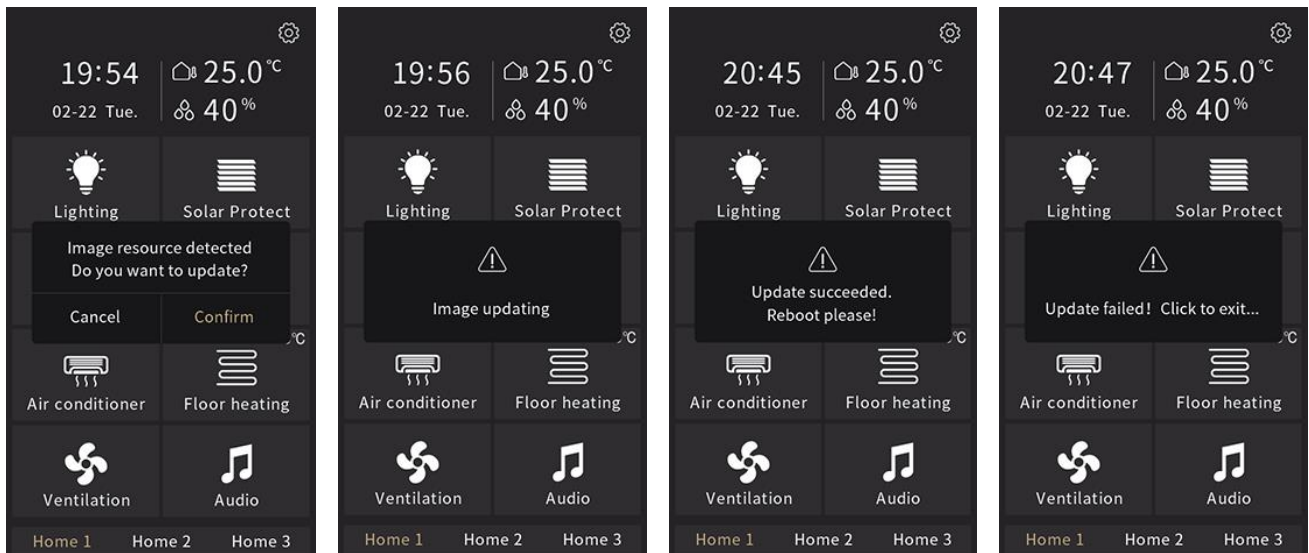 19:54
25.0℃
02-22 Tue.
40%
Lighting
Solar Protect
Image resource detected
Do you want to update?
Cancel
Confirm
℃
Air conditioner
Floor heating
Ventilation
Audio
Home 1
Home 2
Home 3
19:56
25.0℃
02-22 Tue.
40%
Lighting
Solar Protect
Image updating
℃
Air conditioner
Floor heating
Ventilation
Audio
Home 1
Home 2
Home 3
20:45
25.0℃
02-22 Tue.
40%
Lighting
Solar Protect
Update succeeded.
Reboot please!
℃
Air conditioner
Floor heating
Ventilation
Audio
Home 1
Home 2
Home 3
20:47
25.0℃
02-22 Tue.
40%
Lighting
Solar Protect
Update failed! Click to exit...
℃
Air conditioner
Floor heating
Ventilation
Audio
Home 1
Home 2
Home 3